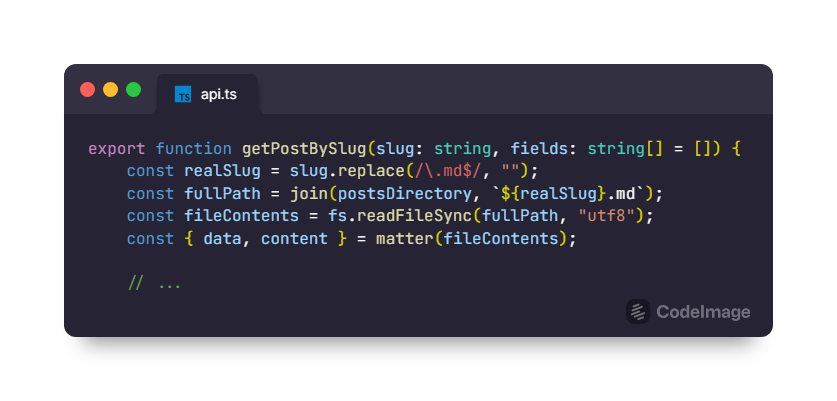 TS api.ts
export function getPostBySlug(slug: string, fields: string[] = []) {
    const realSlug = slug.replace(/\.md$/, "");
    const fullPath = join(postsDirectory, `${realSlug}.md`);
    const fileContents = fs.readFileSync(fullPath, "utf8");
    const { data, content } = matter(fileContents);

    // ...
CodeImage